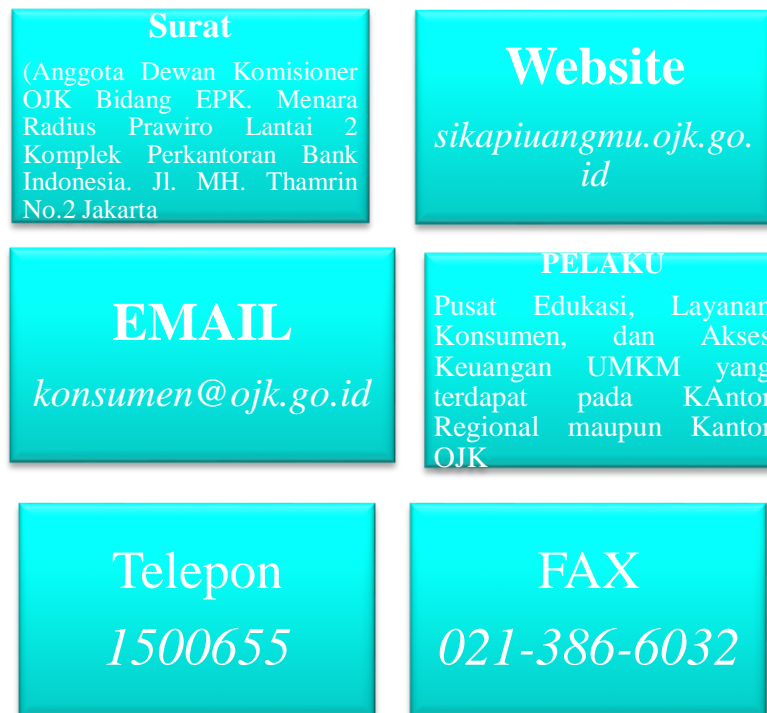 Surat
(Anggota Dewan Komisioner
OJK Bidang EPK. Menara
Radius Prawiro Lantai 2
Komplek Perkantoran Bank
Indonesia. Jl. MH. Thamrin
No.2 Jakarta
Website
sikapiuangmu.ojk.go.
id
EMAIL
konsumen@ojk.go.id
PELAKU
Pusat Edukasi, Layanan
Konsumen, dan Akses
Keuangan UMKM yang
terdapat pada KAntor
Regional maupun Kantor
OJK
Telepon
1500655
FAX
021-386-6032